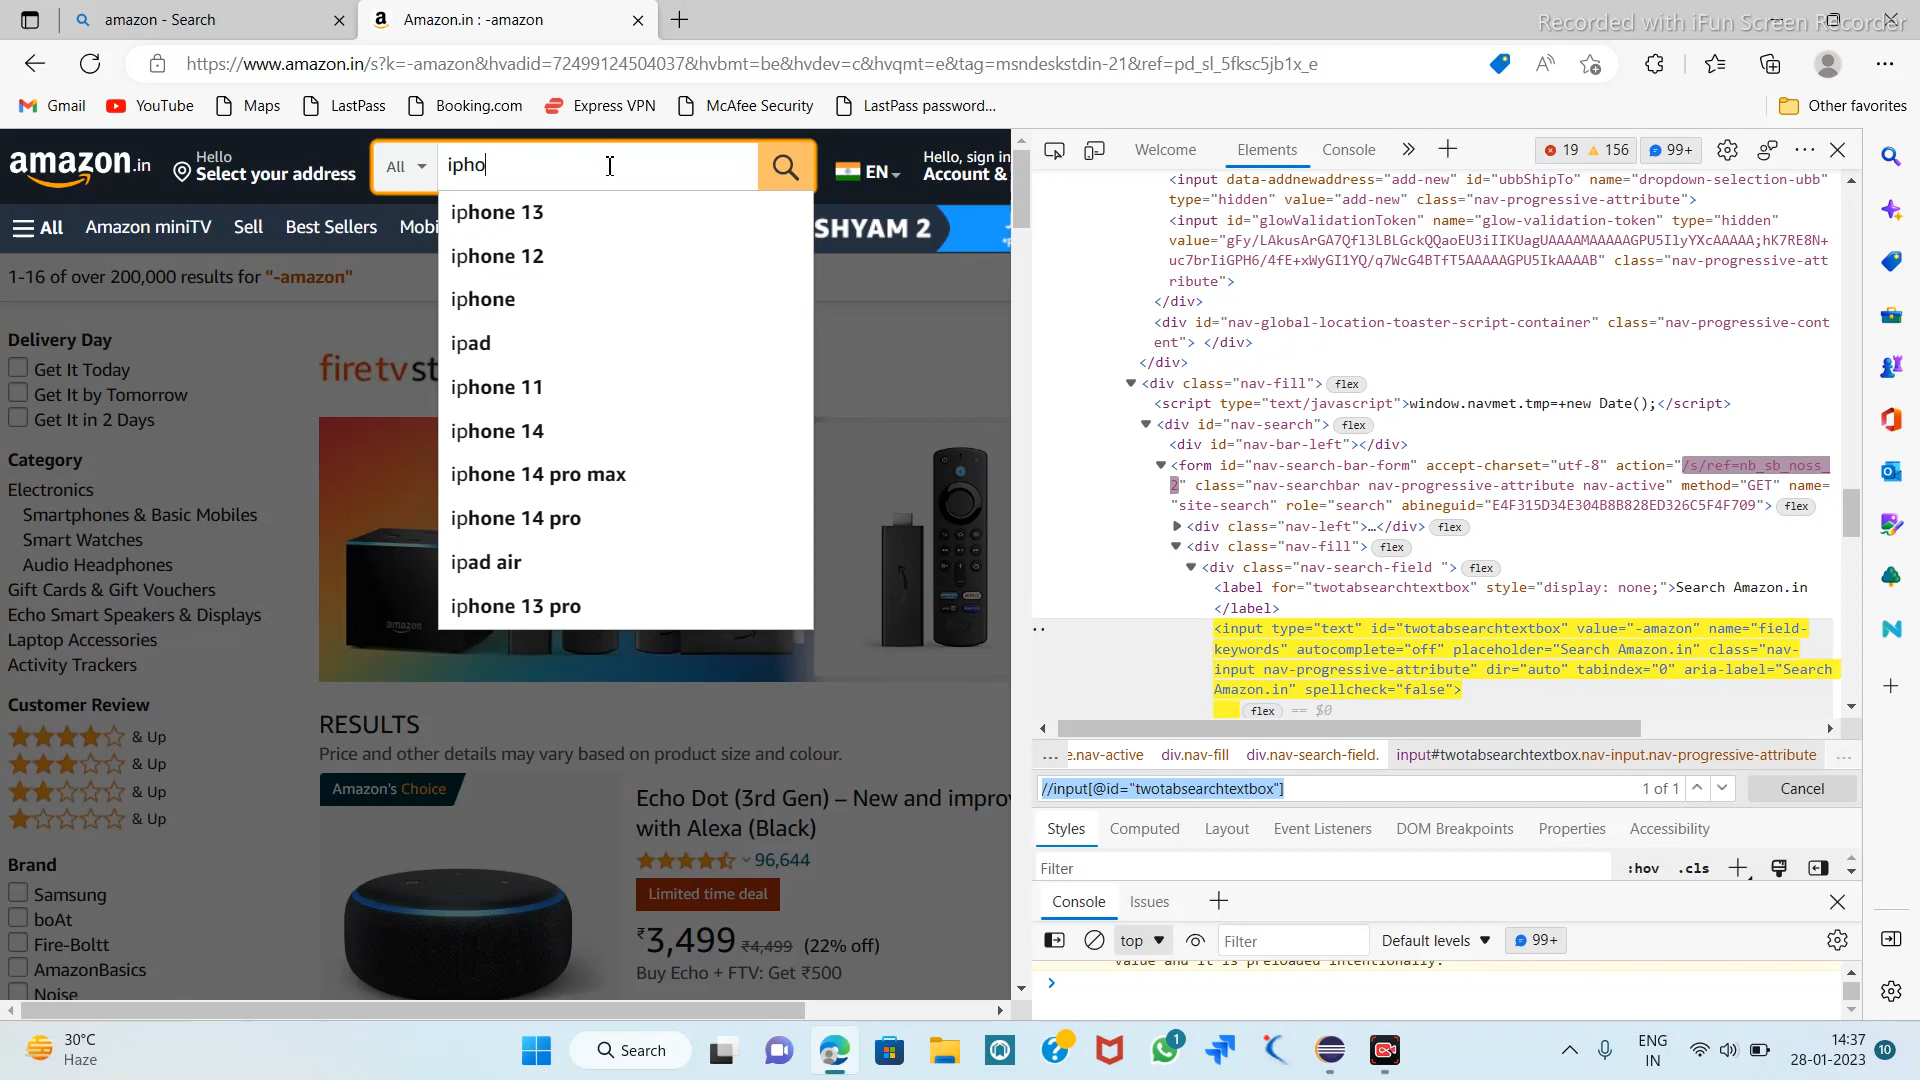 Recorded with iFun Screen Recorder
amazon - Search
Amazon.in : -amazon
https://www.amazon.in/s?k=-amazon&hvadid=72499124504037&hvbmt=be&hvdev=c&hvqmt=e&tag=msndeskstdin-21&ref=pd_sl_5fksc5jb1x_e
Gmail YouTube Maps LastPass Booking.com Express VPN McAfee Security LastPass password... Other favorites
amazon.in
Hello
Select your address
All
ipho
EN
Hello, sign in
Account &
All Amazon miniTV Sell Best Sellers Mobi
SHYAM 2
1-16 of over 200,000 results for "-amazon"
iphone 13
iphone 12
iphone
ipad
iphone 11
iphone 14
iphone 14 pro max
iphone 14 pro
ipad air
iphone 13 pro
Delivery Day
Get It Today
Get It by Tomorrow
Get It in 2 Days
Category
Electronics
Smartphones & Basic Mobiles
Smart Watches
Audio Headphones
Gift Cards & Gift Vouchers
Echo Smart Speakers & Displays
Laptop Accessories
Activity Trackers
Customer Review
& Up
& Up
& Up
& Up
Brand
Samsung
boAt
Fire-Boltt
AmazonBasics
Noise
firetv st
amazon
RESULTS
Price and other details may vary based on product size and colour.
Amazon's Choice
Echo Dot (3rd Gen) – New and improv
with Alexa (Black)
96,644
Limited time deal
₹3,499 ₹4,499 (22% off)
Buy Echo + FTV: Get ₹500
Welcome Elements Console
19 156 99+
<input data-addnewaddress="add-new" id="ubbShipTo" name="dropdown-selection-ubb"
type="hidden" value="add-new" class="nav-progressive-attribute">
<input id="glowValidationToken" name="glow-validation-token" type="hidden"
value="gFy/LAkusArGA7Qfl3LBLGckQQaoEU3iIIKUagUAAAAMAAAAAGPU5IlyYXcAAAAA;hK7RE8N+
uc7brIiGPH6/4fE+xWyGI1YQ/q7WcG4BTfT5AAAAAGPU5IkAAAAB" class="nav-progressive-att
ribute">
</div>
<div id="nav-global-location-toaster-script-container" class="nav-progressive-cont
ent"> </div>
</div>
<div class="nav-fill"> flex
<script type="text/javascript">window.navmet.tmp=+new Date();</script>
<div id="nav-search"> flex
<div id="nav-bar-left"></div>
<form id="nav-search-bar-form" accept-charset="utf-8" action="/s/ref=nb_sb_noss_
2" class="nav-searchbar nav-progressive-attribute nav-active" method="GET" name=
"site-search" role="search" abineguid="E4F315D34E304B8B828ED326C5F4F709"> flex
<div class="nav-left">…</div> flex
<div class="nav-fill"> flex
<div class="nav-search-field "> flex
<label for="twotabsearchtextbox" style="display: none;">Search Amazon.in
</label>
<input type="text" id="twotabsearchtextbox" value="-amazon" name="field-
keywords" autocomplete="off" placeholder="Search Amazon.in" class="nav-
input nav-progressive-attribute" dir="auto" tabindex="0" aria-label="Search
Amazon.in" spellcheck="false">
flex == $0
... e.nav-active div.nav-fill div.nav-search-field. input#twotabsearchtextbox.nav-input.nav-progressive-attribute ...
//input[@id="twotabsearchtextbox"] 1 of 1 Cancel
Styles Computed Layout Event Listeners DOM Breakpoints Properties Accessibility
Filter :hov .cls
Console Issues
top Filter Default levels 99+
value and it is preloaded intentionally.
30°C
Haze
Search
1
ENG
IN
14:37
28-01-2023
10